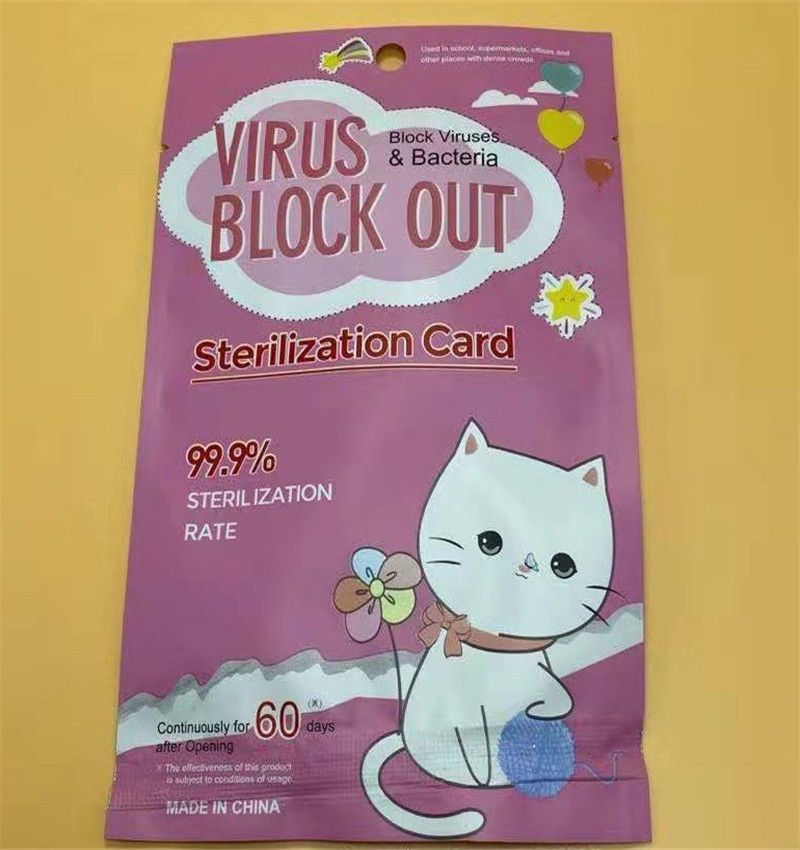 Used in school, supermarkets, offices and
other places with dense crowds.
VIRUS
Block Viruses
& Bacteria
BLOCK OUT
Sterilization Card
99.9%
STERILIZATION
RATE
Continuously for 60 (※) days
after Opening
※ The effectiveness of this product
is subject to conditions of usage.
MADE IN CHINA